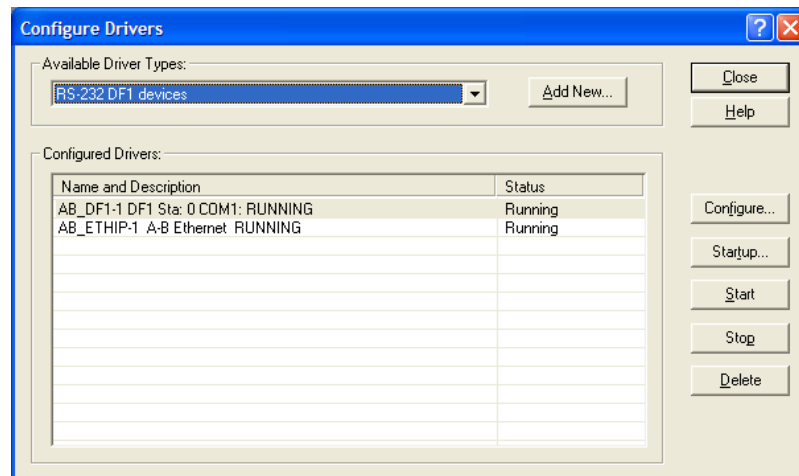 Configure Drivers
Available Driver Types:
RS-232 DF1 devices
Add New...
Close
Help
Configured Drivers:
Name and Description Status
AB_DF1-1 DF1 Sta: 0 COM1: RUNNING Running
AB_ETHIP-1 A-B Ethernet RUNNING Running
Configure...
Startup...
Start
Stop
Delete